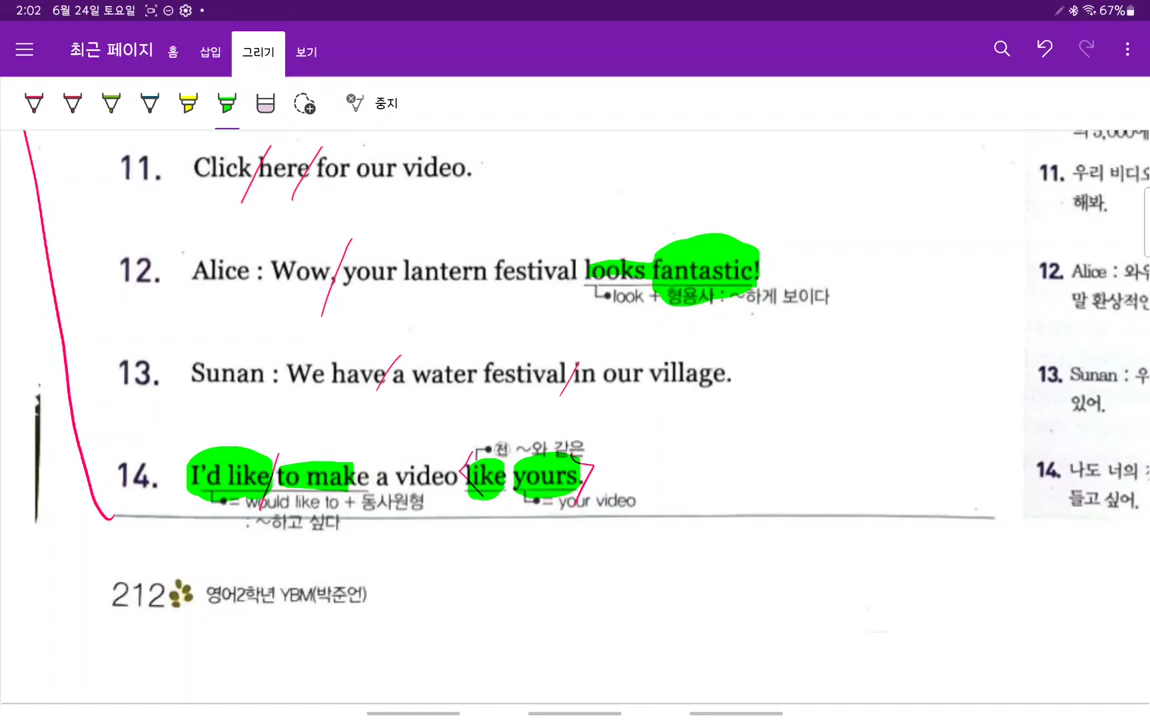 2:02 6월 24일 토요일 67%
최근 페이지 홈 삽입 그리기 보기
중지
11. Click here for our video.
12. Alice : Wow, your lantern festival looks fantastic!
look + 형용사 : ~하게 보이다
13. Sunan : We have a water festival in our village.
전 ~와 같은
14. I'd like to make a video like yours.
= would like to + 동사원형
= your video
: ~하고 싶다
212 영어2학년 YBM(박준언)
11. 우리 비디오
해봐.
12. Alice : 와우
말 환상적인
13. Sunan : 우
있어.
14. 나도 너의
들고 싶어.